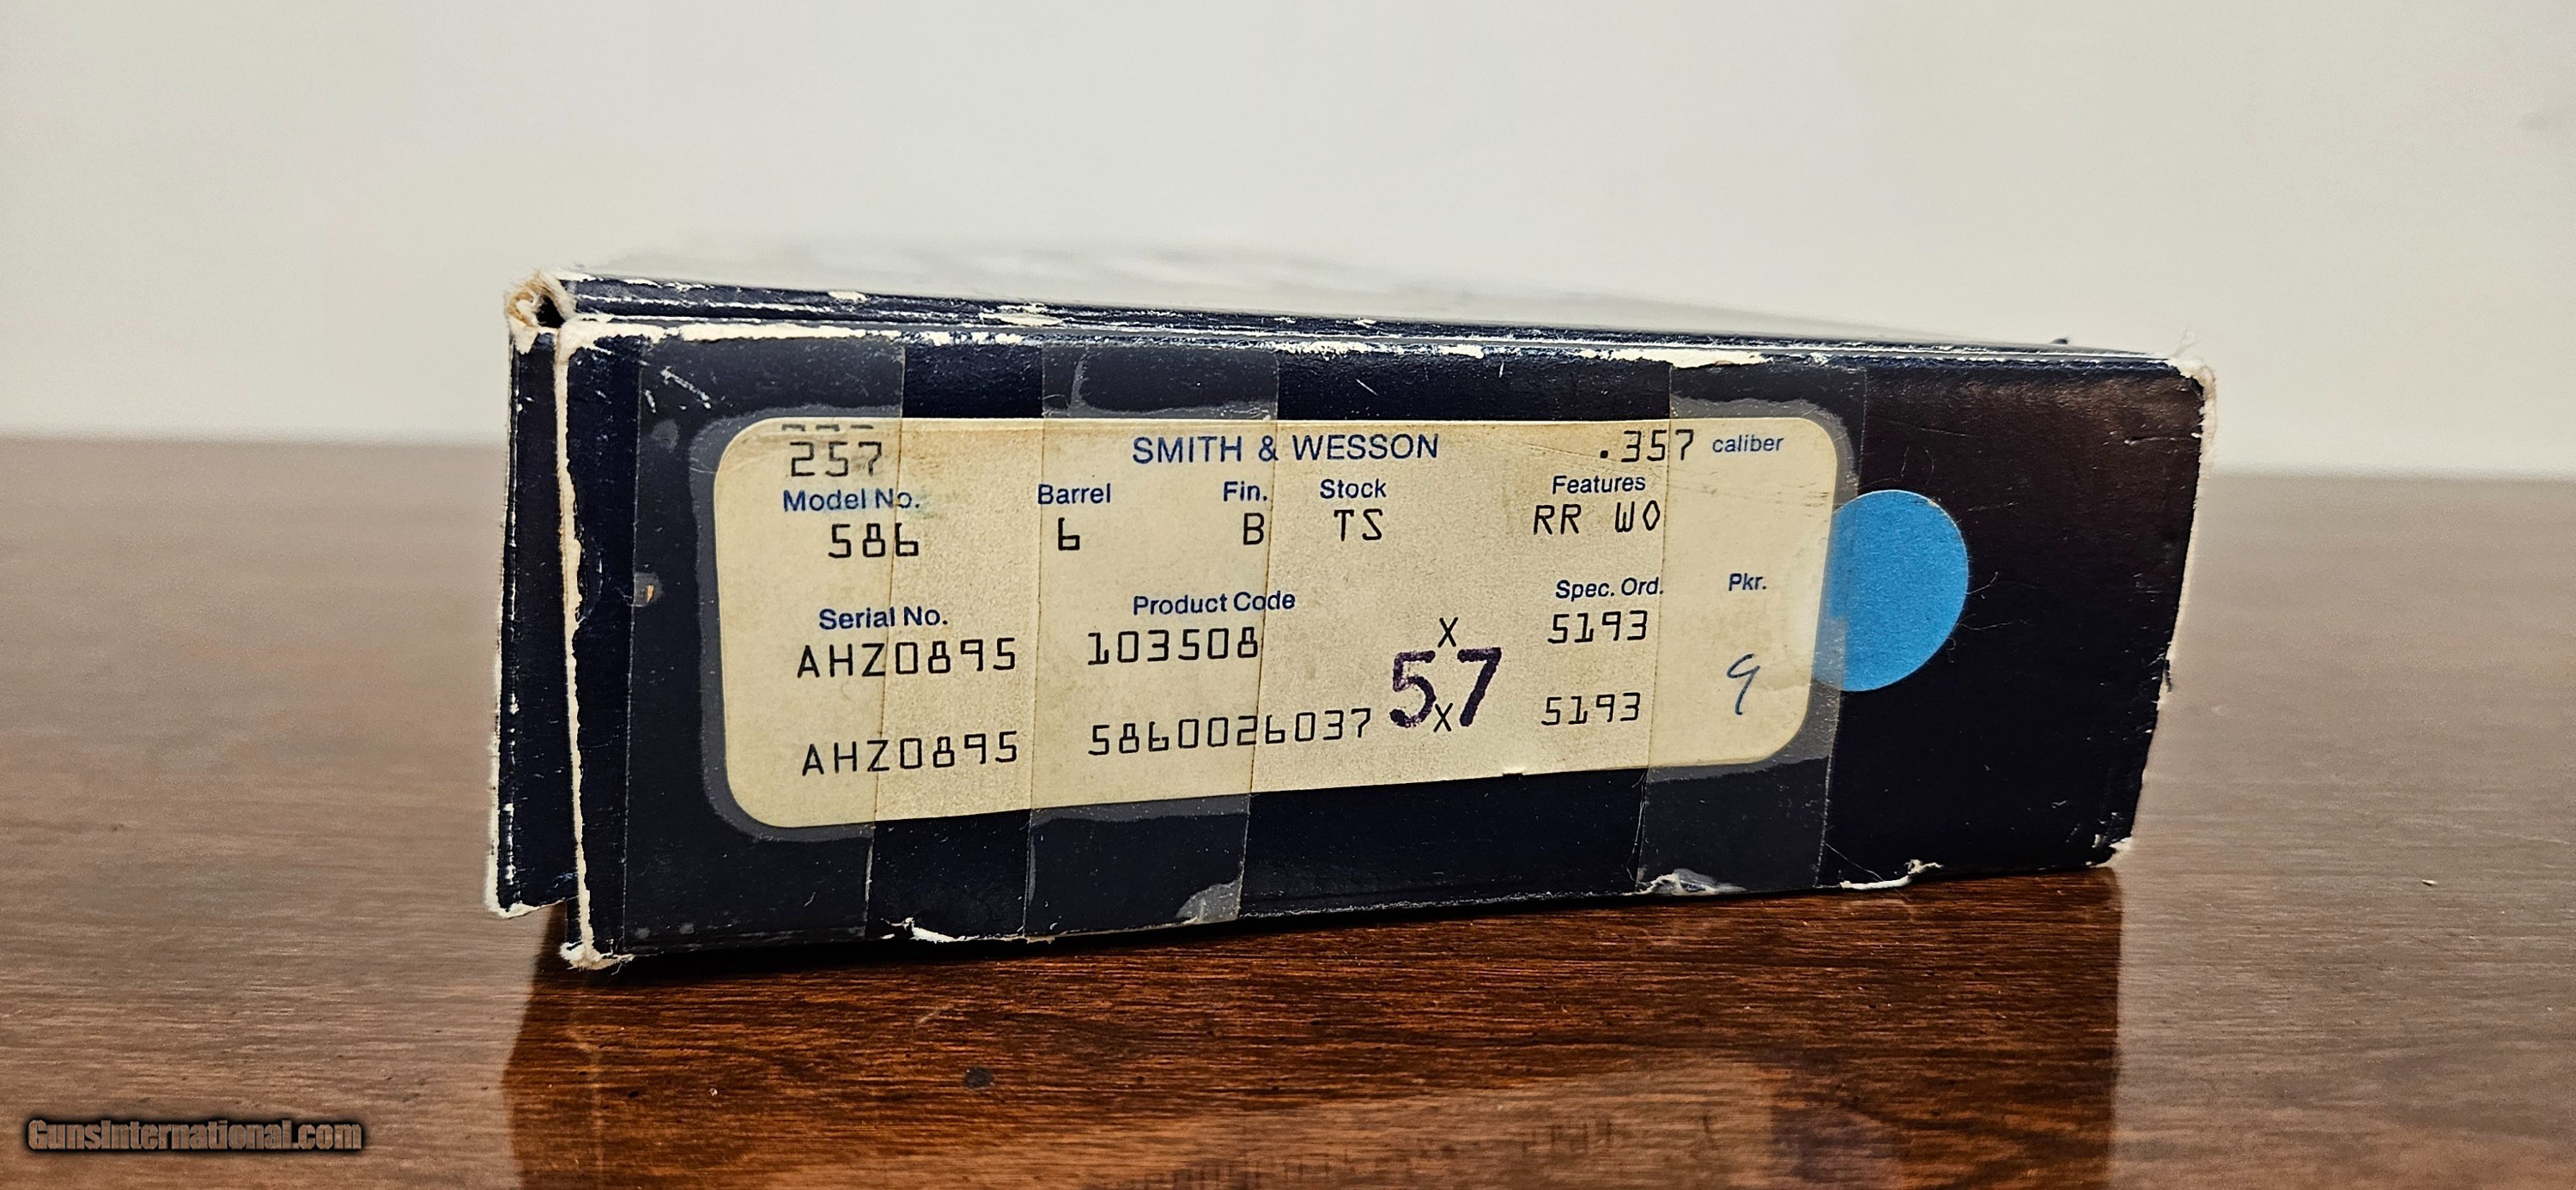 257 SMITH & WESSON .357 caliber
Model No. Barrel Fin. Stock Features
586 6 B TS RR WO
Serial No. Product Code Spec. Ord. Pkr.
AHZ0895 103508 X 5193
57 9
AHZ0895 5860026037 X 5193
GunsInternational.com